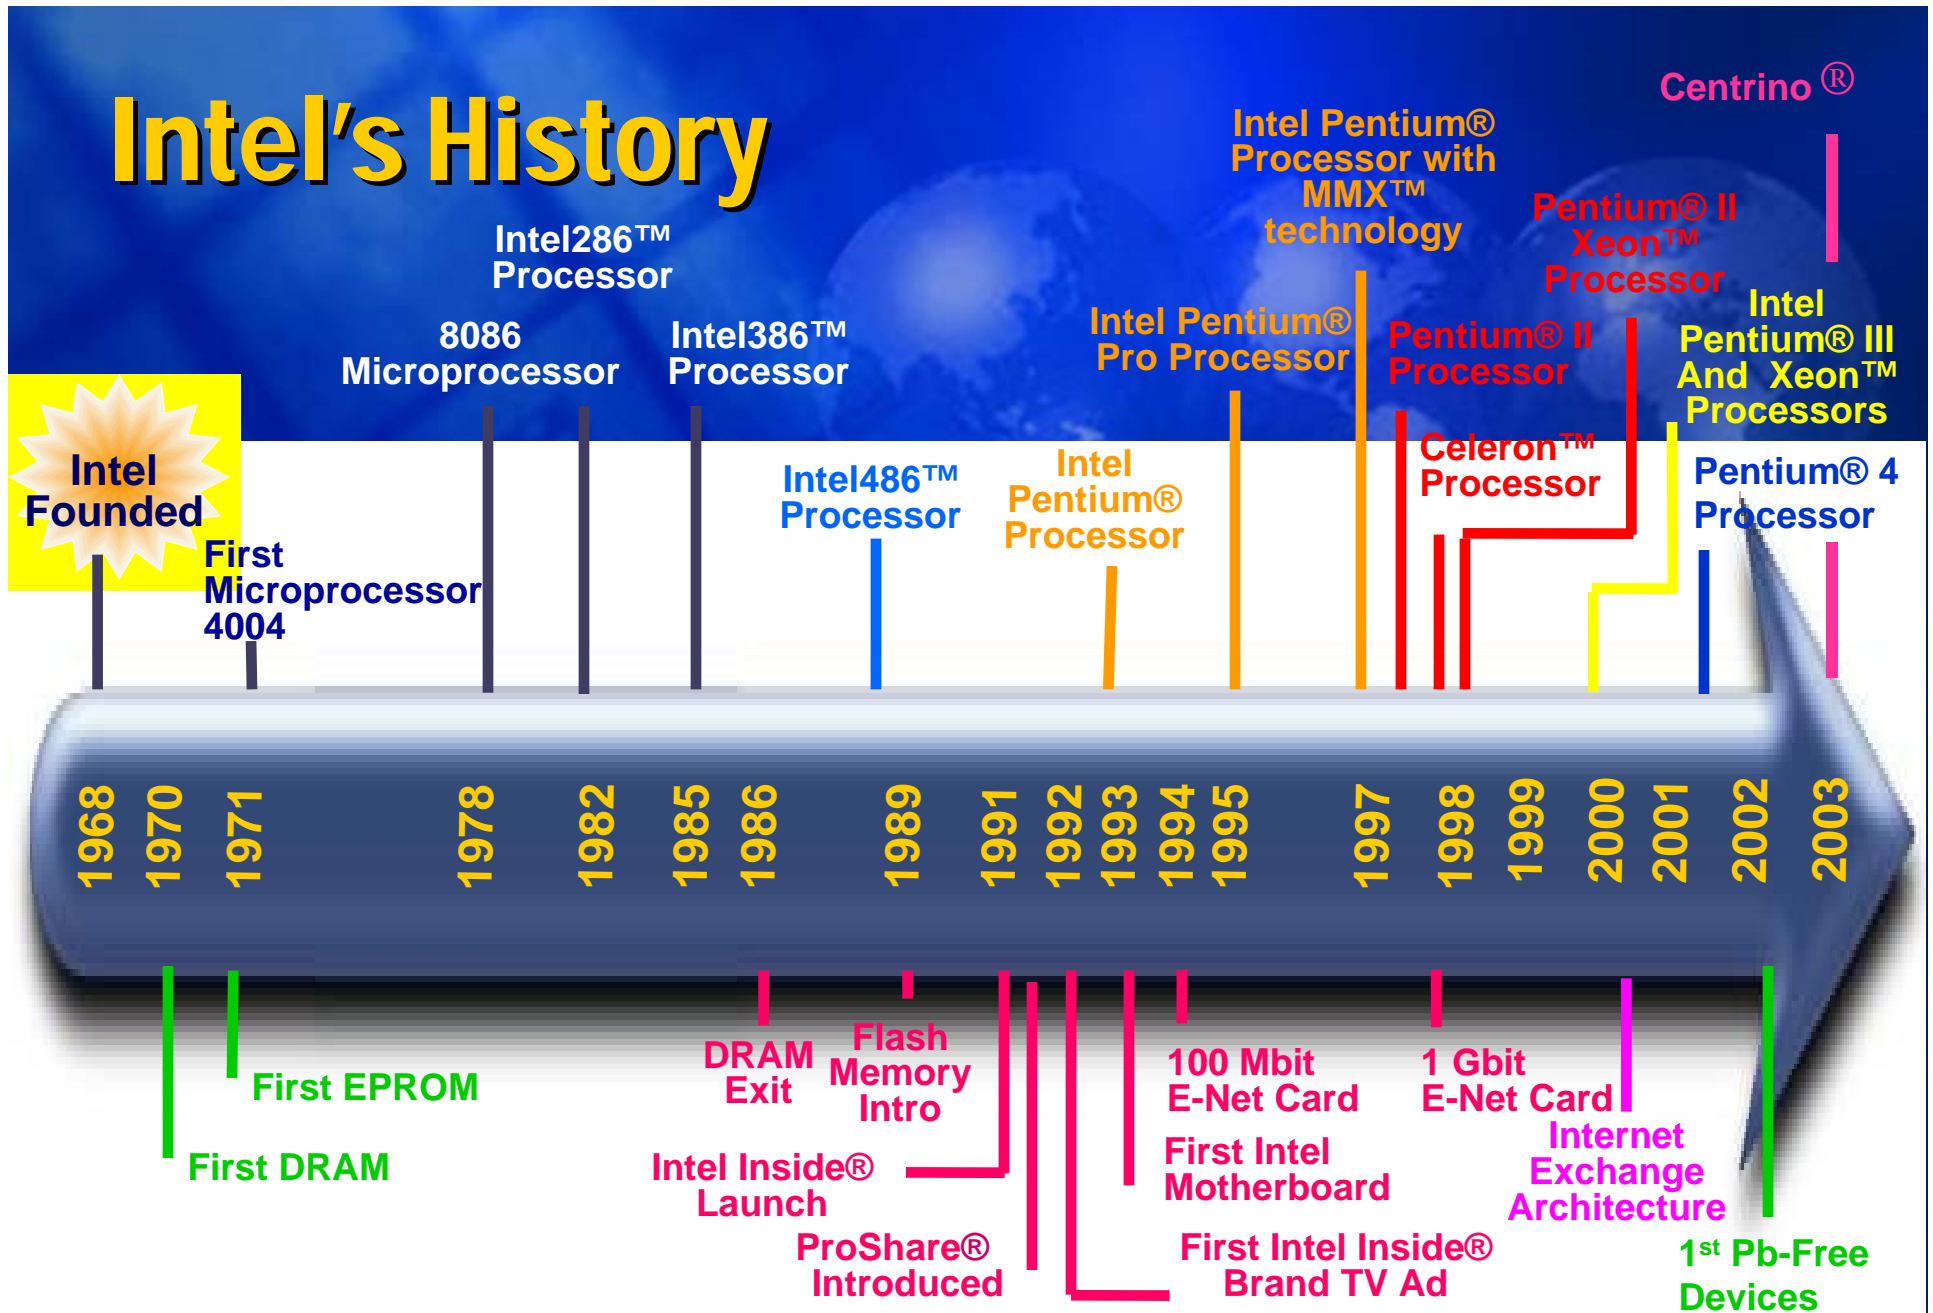 Intel's History
Centrino ®
Intel Pentium®
Processor with
MMX™
technology
Pentium® II
Xeon™
Processor
Intel286™
Processor
8086
Microprocessor
Intel386™
Processor
Intel Pentium®
Pro Processor
Pentium® II
Processor
Intel
Pentium® III
And Xeon™
Processors
Intel
Founded
First
Microprocessor
4004
Intel486™
Processor
Intel
Pentium®
Processor
Celeron™
Processor
Pentium® 4
Processor
1968
1970
1971
1978
1982
1985
1986
1989
1991
1992
1993
1994
1995
1997
1998
1999
2000
2001
2002
2003
First EPROM
First DRAM
DRAM
Exit
Flash
Memory
Intro
Intel Inside®
Launch
ProShare®
Introduced
100 Mbit
E-Net Card
First Intel
Motherboard
First Intel Inside®
Brand TV Ad
1 Gbit
E-Net Card
Internet
Exchange
Architecture
1st Pb-Free
Devices